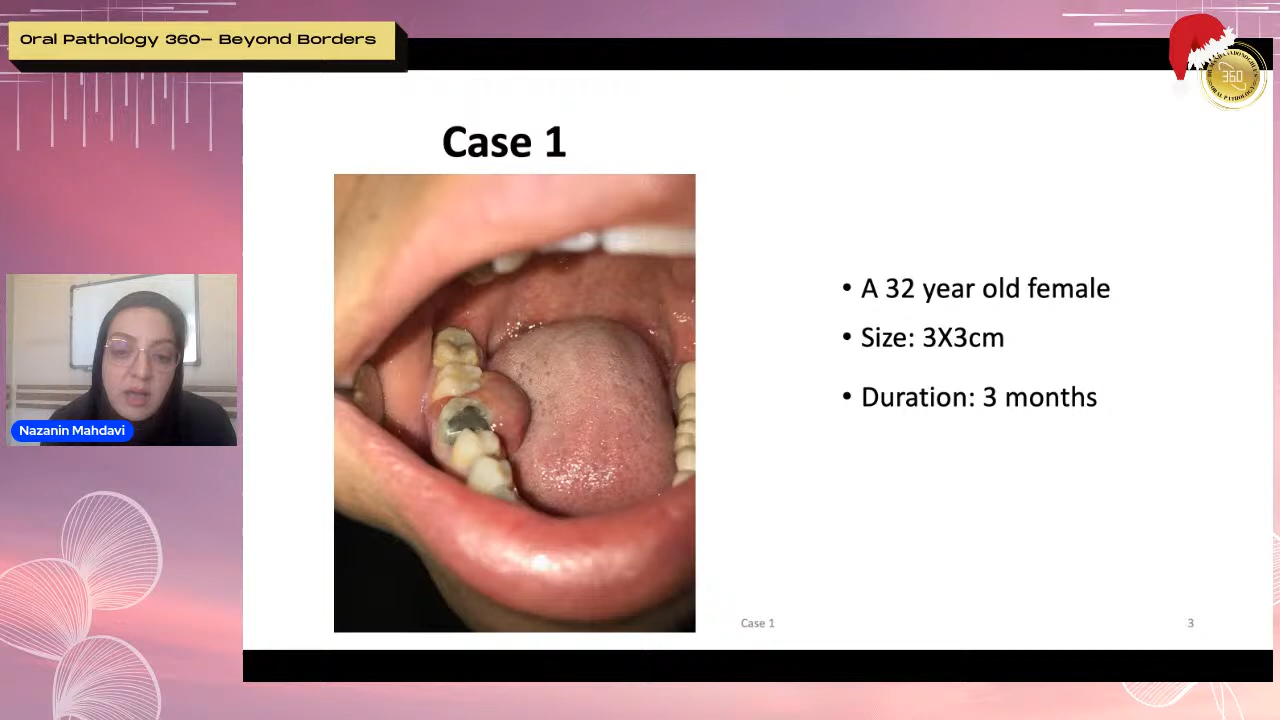 Oral Pathology 360– Beyond Borders
360
Case 1
• A 32 year old female
• Size: 3X3cm
• Duration: 3 months
Nazanin Mahdavi
Case 1
3